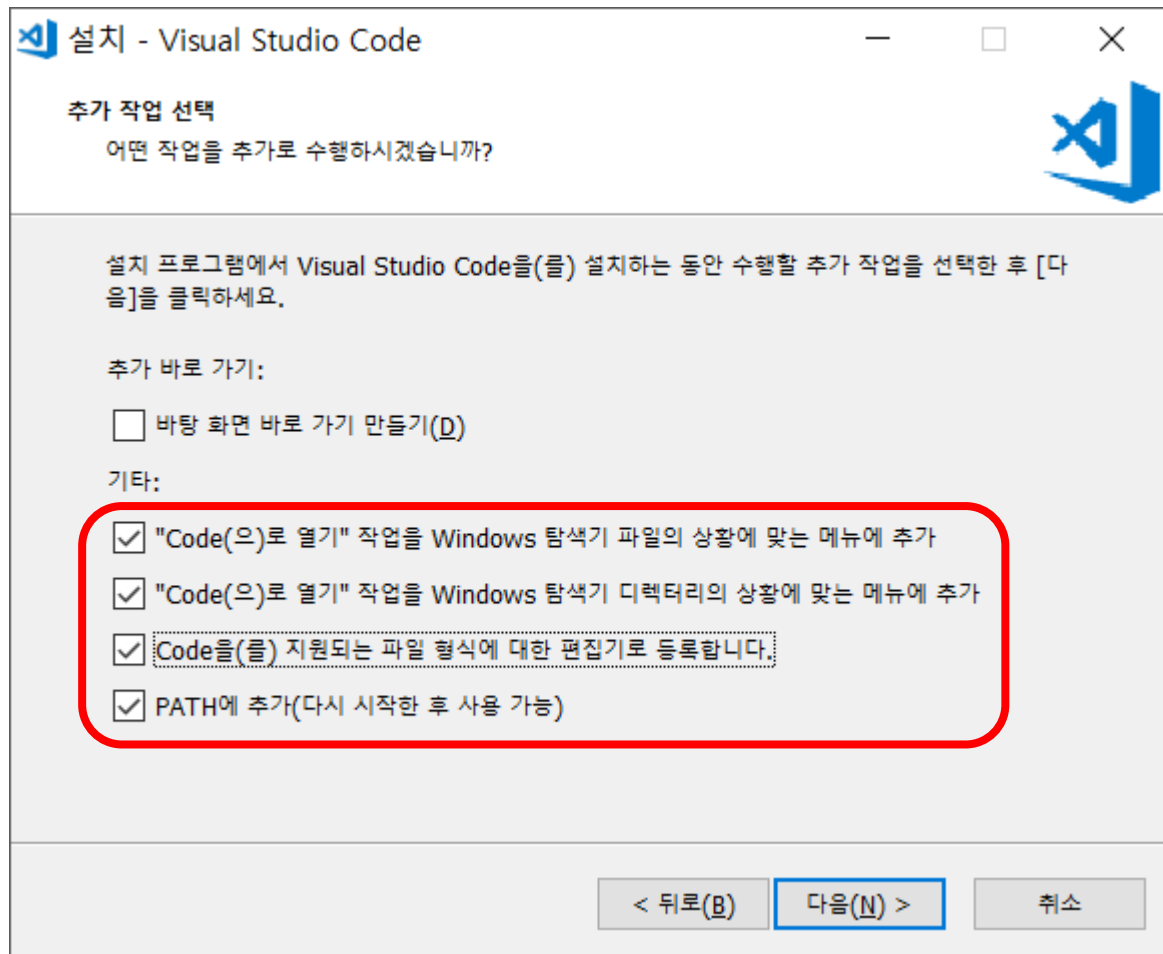 설치 - Visual Studio Code
추가 작업 선택
어떤 작업을 추가로 수행하시겠습니까?
설치 프로그램에서 Visual Studio Code을(를) 설치하는 동안 수행할 추가 작업을 선택한 후 [다
음]을 클릭하세요.
추가 바로 가기:
바탕 화면 바로 가기 만들기(D)
기타:
"Code(으)로 열기" 작업을 Windows 탐색기 파일의 상황에 맞는 메뉴에 추가
"Code(으)로 열기" 작업을 Windows 탐색기 디렉터리의 상황에 맞는 메뉴에 추가
Code을(를) 지원되는 파일 형식에 대한 편집기로 등록합니다.
PATH에 추가(다시 시작한 후 사용 가능)
< 뒤로(B) 다음(N) > 취소